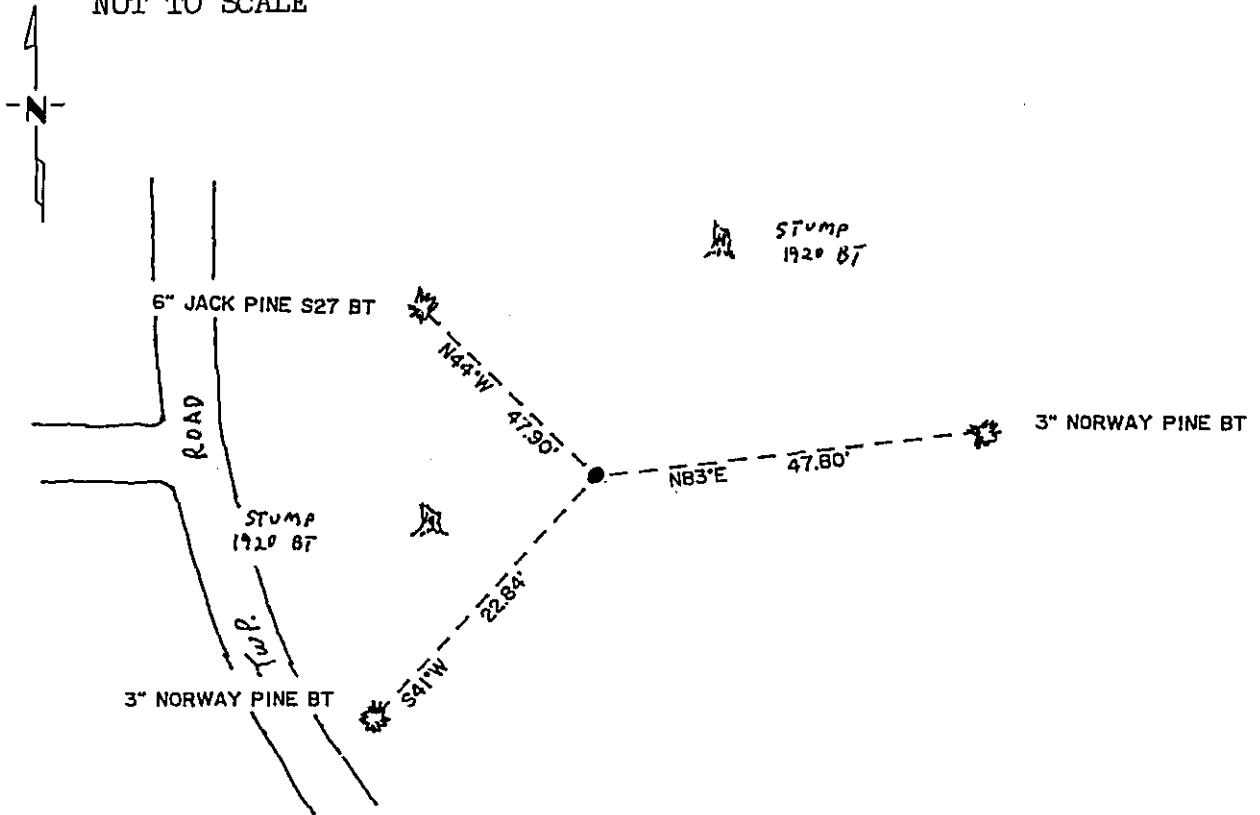 NOT TO SCALE
N
STUMP
1920 BT
6" JACK PINE S27 BT
N44°W 47.90'
ROAD
3" NORWAY PINE BT
N83°E 47.80'
STUMP
1920 BT
22.84'
S41°W
TWP.
3" NORWAY PINE BT